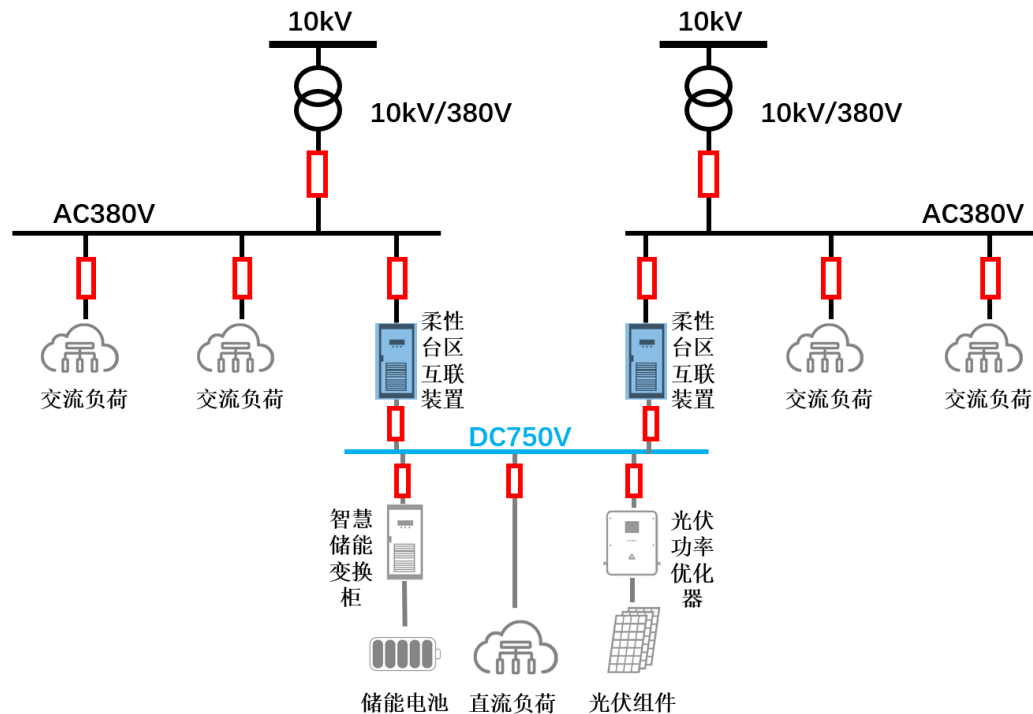 10kV
10kV
10kV/380V
10kV/380V
AC380V
AC380V
柔性
台区
互联
装置
柔性
台区
互联
装置
交流负荷
交流负荷
交流负荷
交流负荷
DC750V
智慧
储能
变换
柜
光伏
功率
优化
器
储能电池
直流负荷
光伏组件